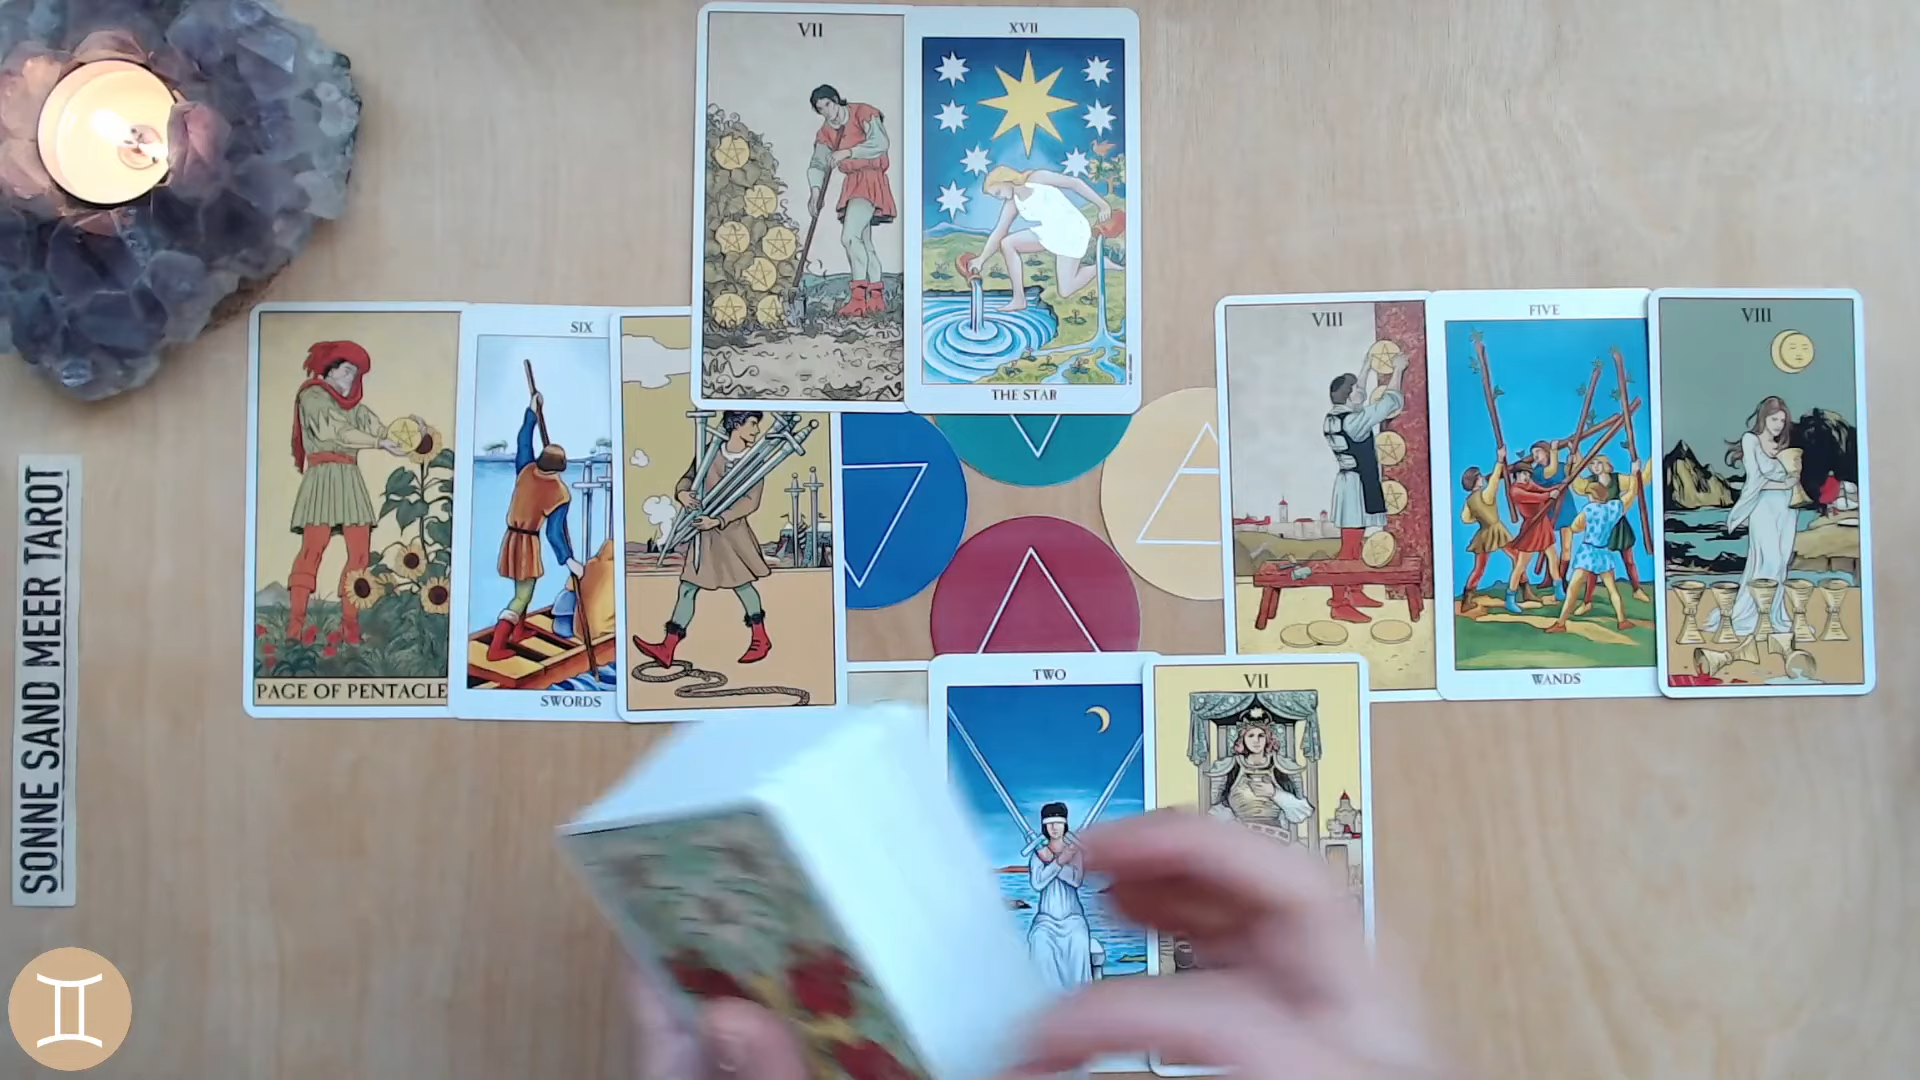 VII
XVII
THE STAR
PAGE OF PENTACLE
SIX
SWORDS
VIII
FIVE
WANDS
VIII
TWO
VII
SONNE SAND MEER TAROT